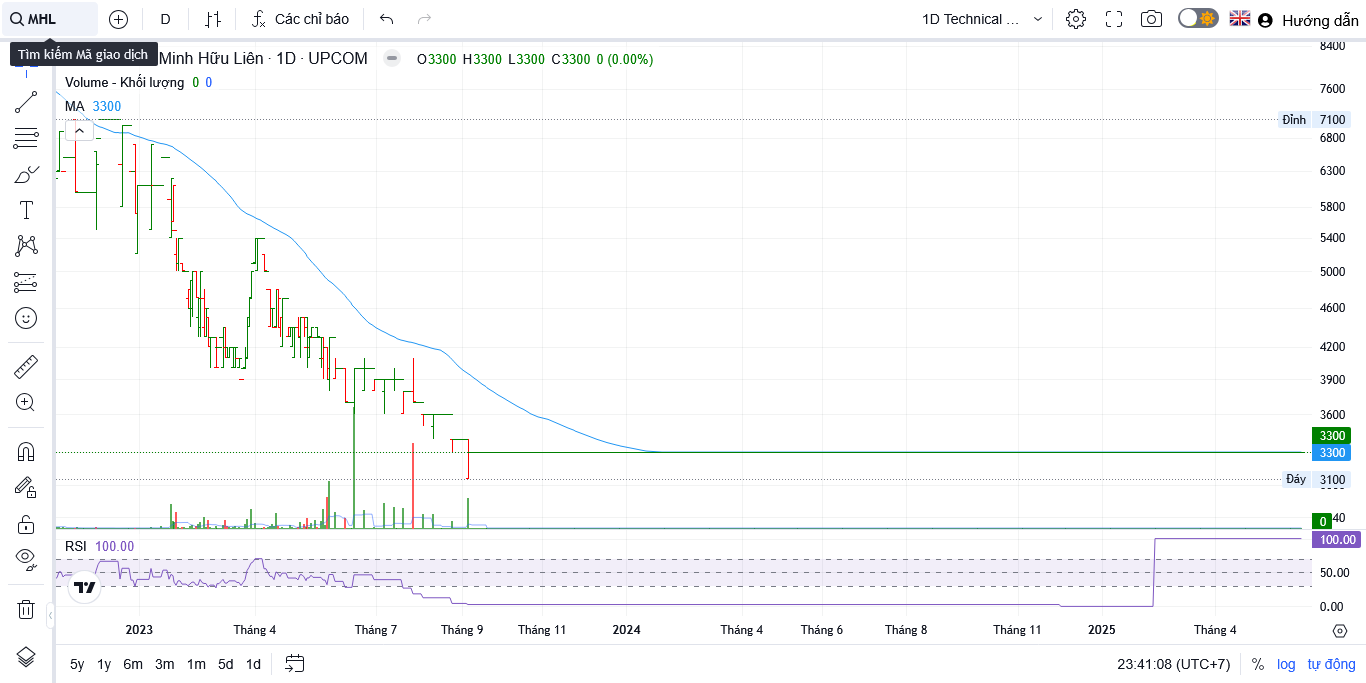 MHL D Các chỉ báo 1D Technical ... Hướng dẫn
Tìm kiếm Mã giao dịch Minh Hữu Liên · 1D · UPCOM O3300 H3300 L3300 C3300 0 (0.00%)
Volume - Khối lượng 0 0
MA 3300
8400
7600
Đỉnh 7100
6800
6300
5800
5400
5000
4600
4200
3900
3600
3300
3300
Đáy 3100
0 40
RSI 100.00
100.00
50.00
0.00
2023 Tháng 4 Tháng 7 Tháng 9 Tháng 11 2024 Tháng 4 Tháng 6 Tháng 8 Tháng 11 2025 Tháng 4
5y 1y 6m 3m 1m 5d 1d 23:41:08 (UTC+7) % log tự động